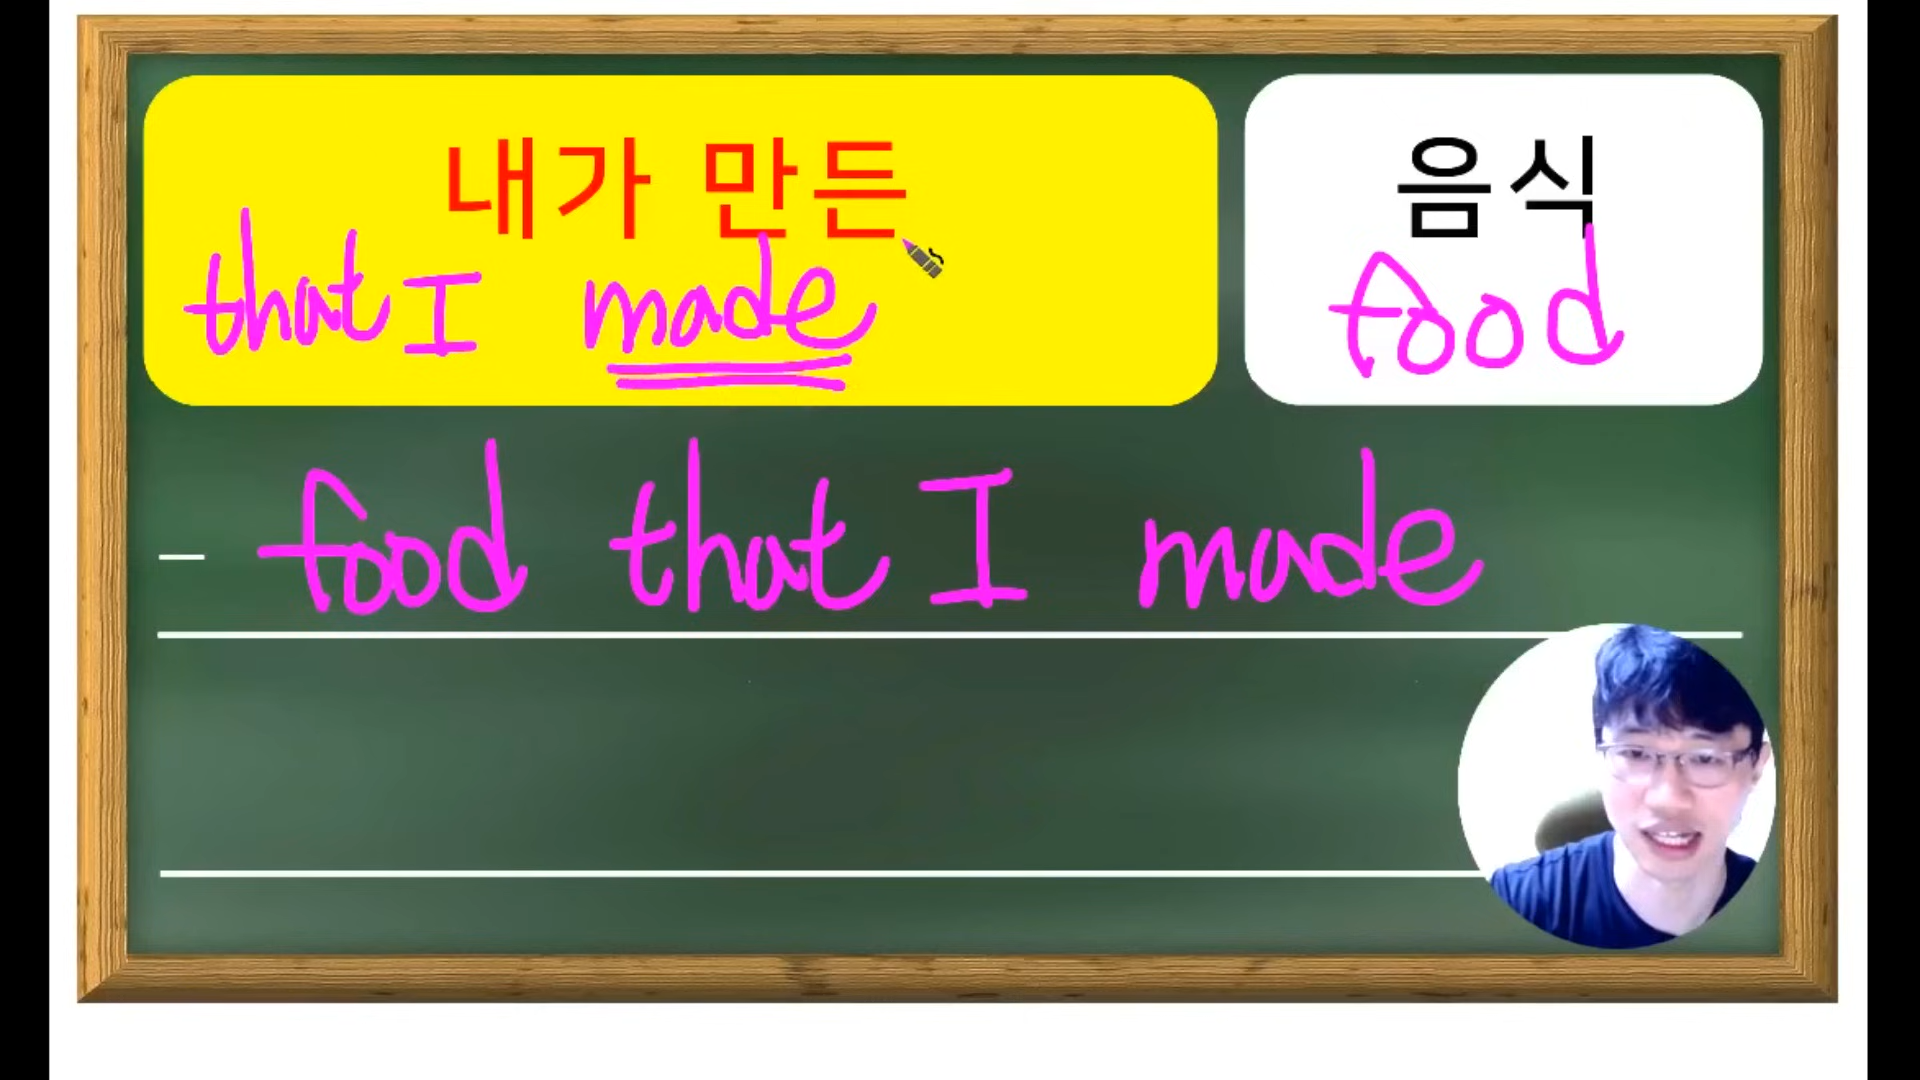 내가 만든
that I made
음식
food
- food that I made